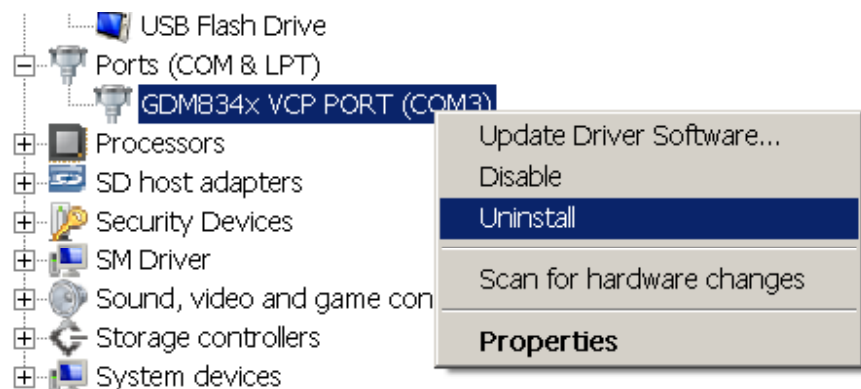 USB Flash Drive
Ports (COM & LPT)
GDM834x VCP PORT (COM3)
Update Driver Software...
Processors
Disable
SD host adapters
Uninstall
Security Devices
SM Driver
Scan for hardware changes
Sound, video and game con
Storage controllers
Properties
System devices